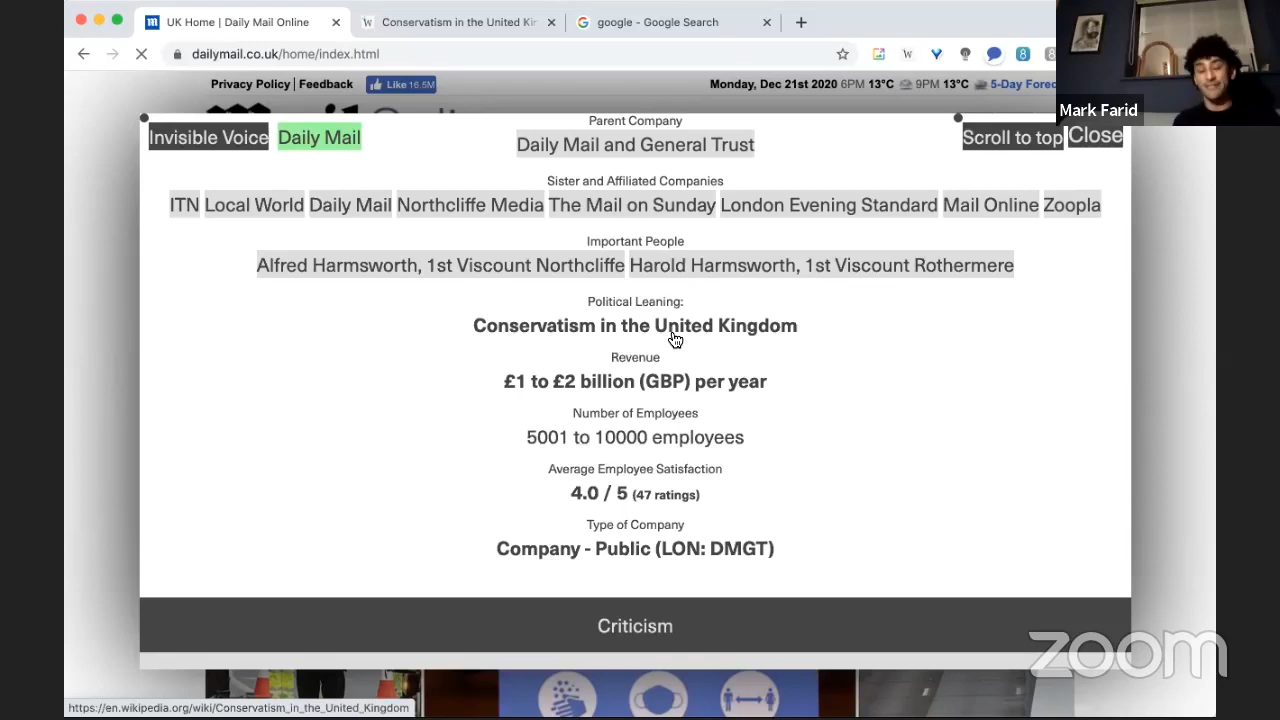 UK Home | Daily Mail Online
Conservatism in the United Kin
google - Google Search
dailymail.co.uk/home/index.html
Mark Farid
Privacy Policy | Feedback
Like 16.5M
Monday, Dec 21st 2020 6PM 13°C 9PM 13°C 5-Day Forec
Invisible Voice Daily Mail
Scroll to top Close
Parent Company
Daily Mail and General Trust
Sister and Affiliated Companies
ITN Local World Daily Mail Northcliffe Media The Mail on Sunday London Evening Standard Mail Online Zoopla
Important People
Alfred Harmsworth, 1st Viscount Northcliffe Harold Harmsworth, 1st Viscount Rothermere
Political Leaning:
Conservatism in the United Kingdom
Revenue
£1 to £2 billion (GBP) per year
Number of Employees
5001 to 10000 employees
Average Employee Satisfaction
4.0 / 5 (47 ratings)
Type of Company
Company - Public (LON: DMGT)
Criticism
zoom
https://en.wikipedia.org/wiki/Conservatism_in_the_United_Kingdom